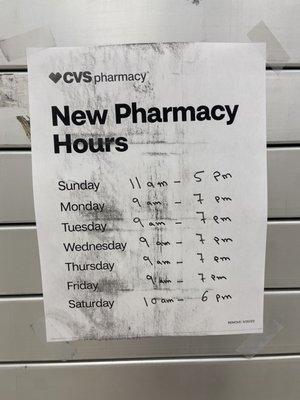 CVS pharmacy
New Pharmacy
Hours
Sunday 11 am - 5 pm
Monday 9 am - 7 pm
Tuesday 9 am - 7 pm
Wednesday 9 am - 7 pm
Thursday 9 am - 7 pm
Friday 9 am - 7 pm
Saturday 10 am - 6 pm
REMOVE: